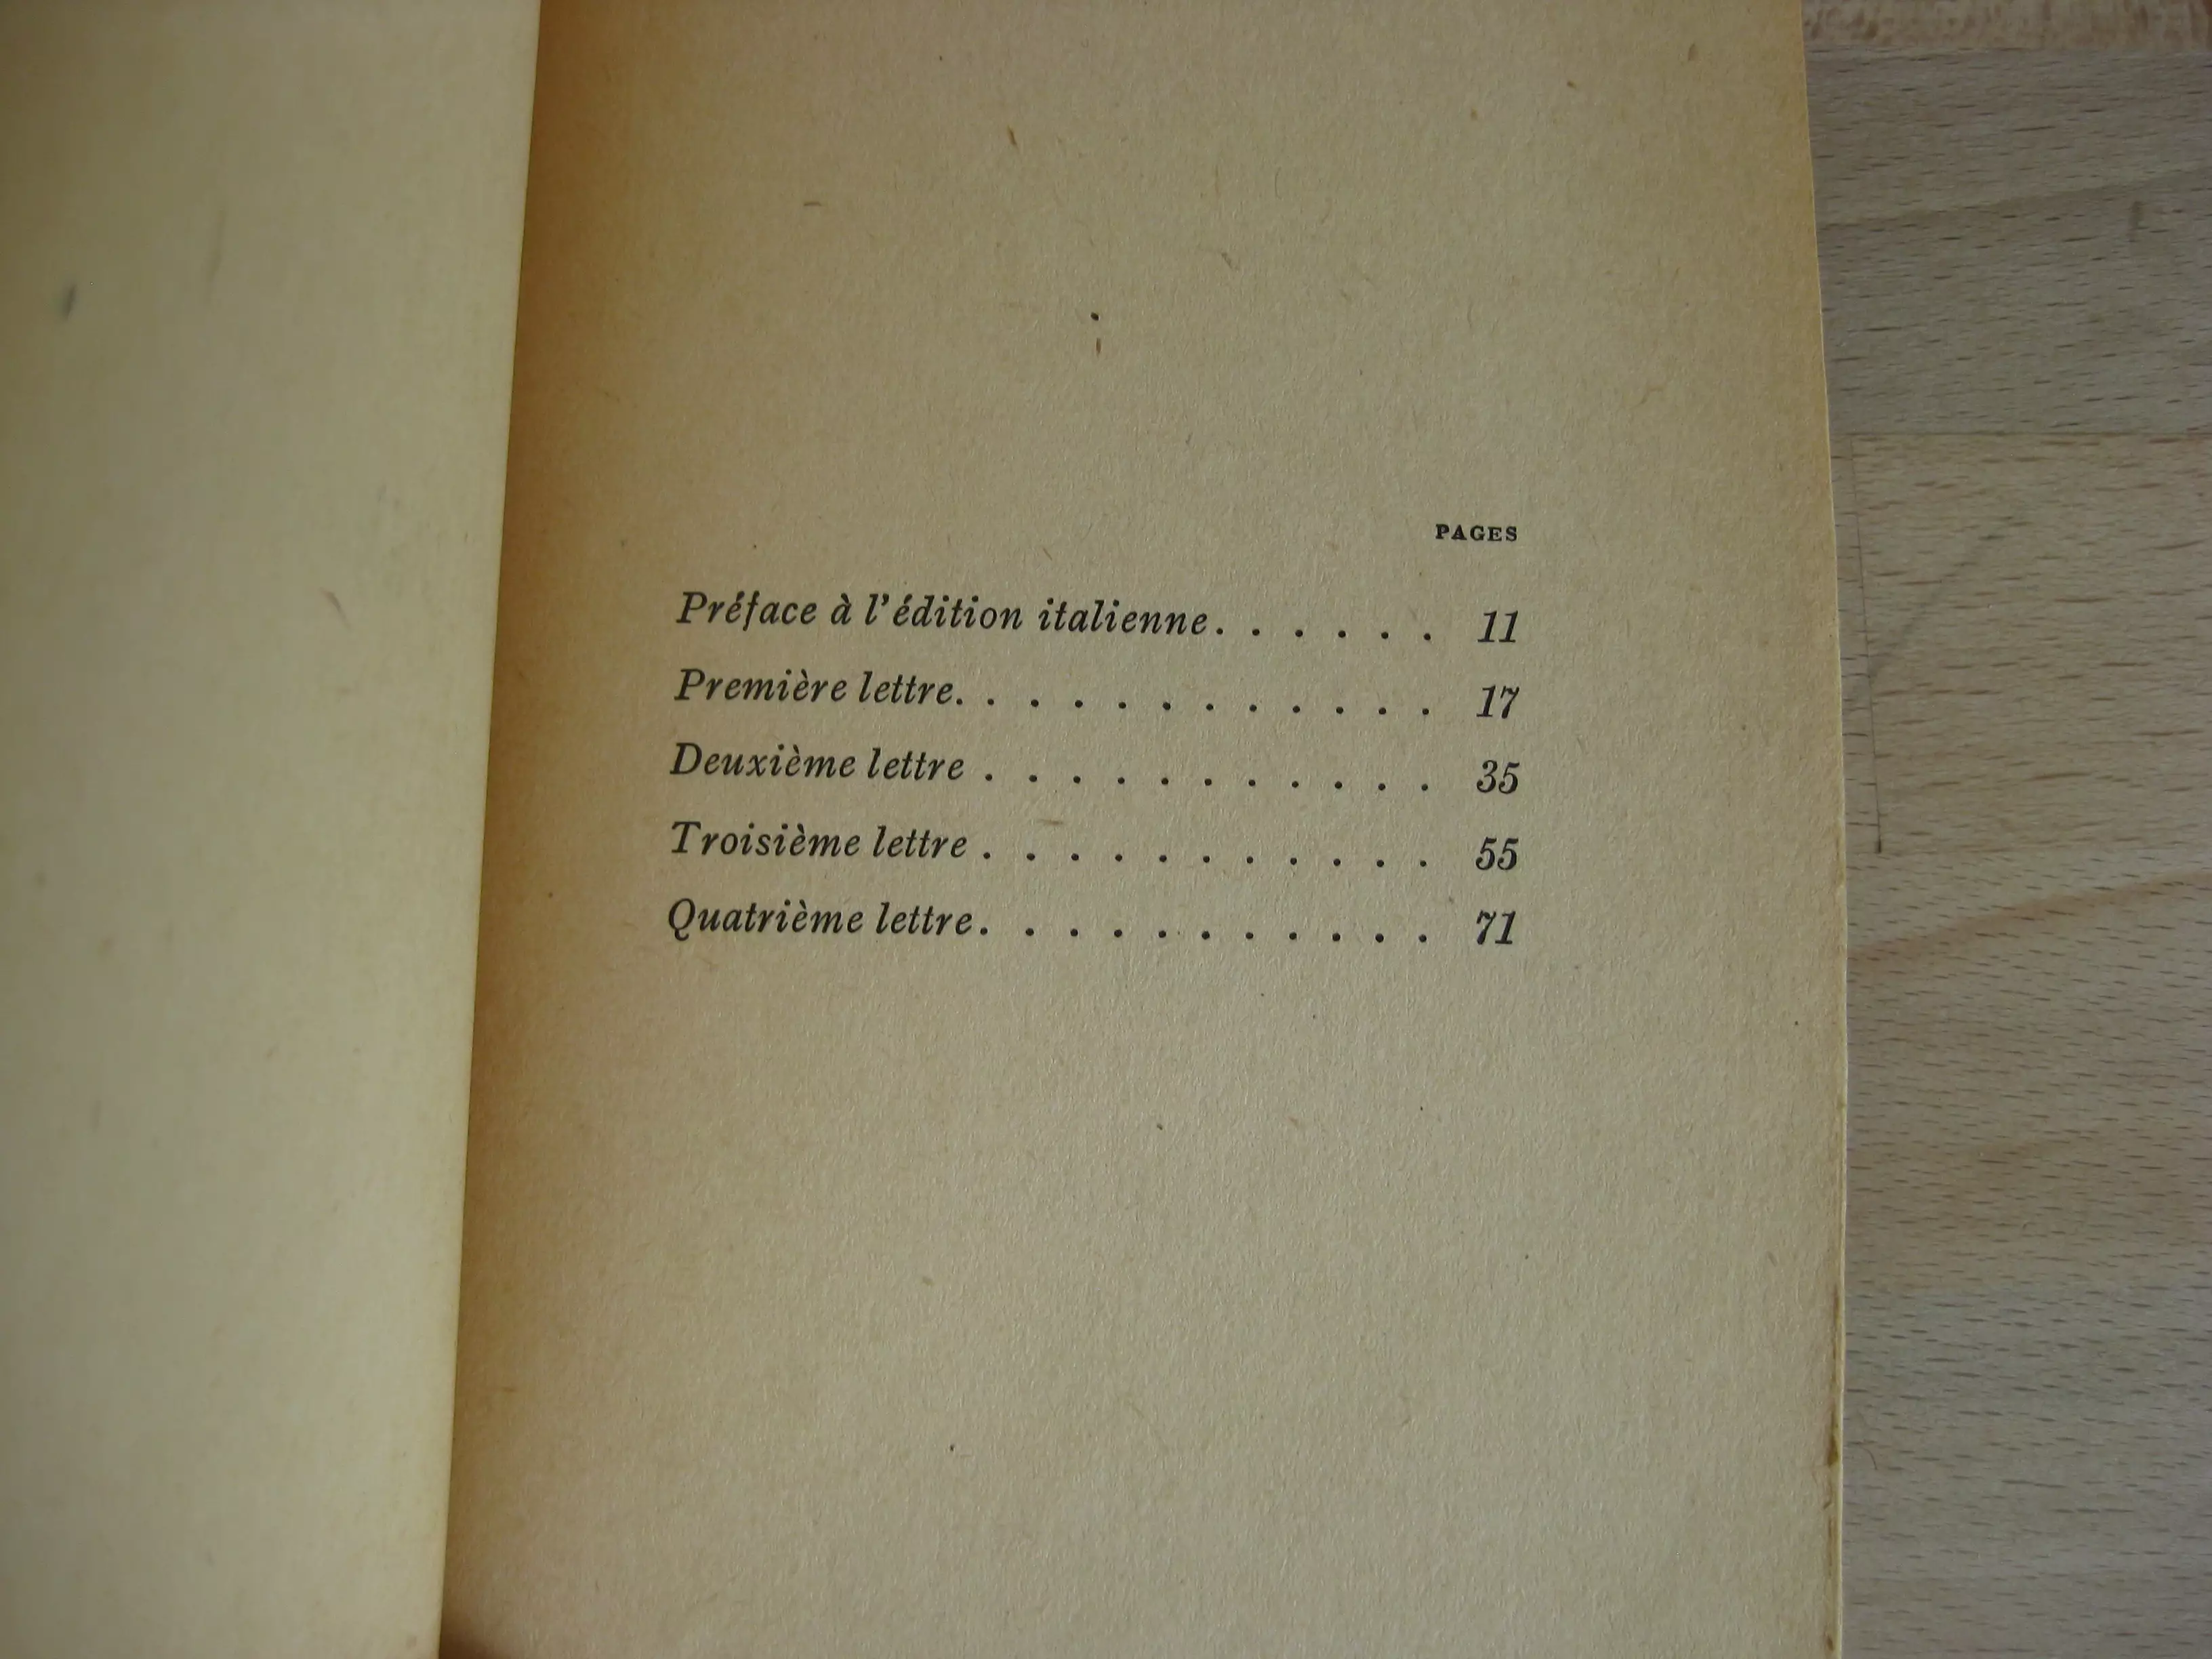 PAGES
Préface à l'édition italienne. . . . . . 11
Première lettre. . . . . . . . . . . . 17
Deuxième lettre . . . . . . . . . . . 35
Troisième lettre . . . . . . . . . . . 55
Quatrième lettre. . . . . . . . . . . 71